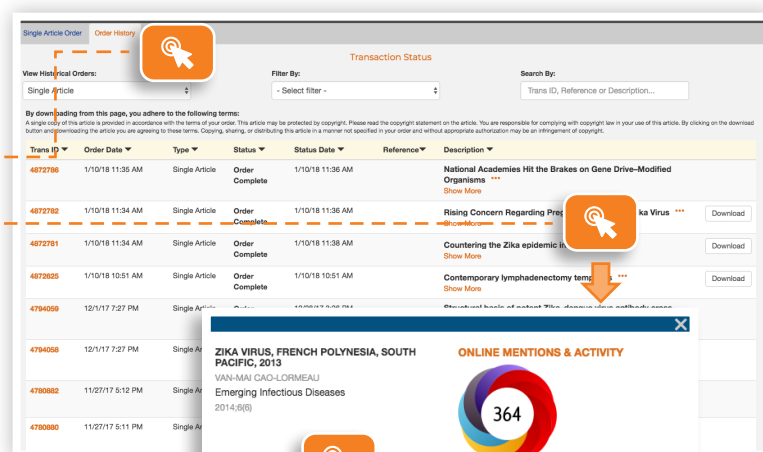 Single Article Order Order History
Transaction Status
View Historical Orders: Filter By: Search By:
Single Article - Select filter - Trans ID, Reference or Description...
By downloading from this page, you adhere to the following terms:
A single copy of this article is provided in accordance with the terms of your order. This article may be protected by copyright. Please read the copyright statement on the article. You are responsible for complying with copyright law in your use of this article. By clicking on the download
button and downloading the article you are agreeing to these terms. Copying, sharing, or distributing this article in a manner not specified in your order and without appropriate authorization may be an infringement of copyright.
Trans ID Order Date Type Status Status Date Reference Description
4872786 1/10/18 11:35 AM Single Article Order Complete 1/10/18 11:36 AM National Academies Hit the Brakes on Gene Drive–Modified
Organisms •••
Show More
4872782 1/10/18 11:34 AM Single Article Order Complete 1/10/18 11:36 AM Rising Concern Regarding Virus ••• Download
Show More
4872781 1/10/18 11:34 AM Single Article Order Complete 1/10/18 11:38 AM Countering the Zika epidemic Download
Show More
4872625 1/10/18 10:51 AM Single Article Order Complete 1/10/18 10:51 AM Contemporary lymphadenectomy ••• Download
Show More
4794059 12/1/17 7:27 PM Single
4794058 12/1/17 7:27 PM Single
4780882 11/27/17 5:12 PM Single
4780880 11/27/17 5:11 PM Single
ZIKA VIRUS, FRENCH POLYNESIA, SOUTH
PACIFIC, 2013
VAN-MAI CAO-LORMEAU
Emerging Infectious Diseases
2014;6(6)
ONLINE MENTIONS & ACTIVITY
364